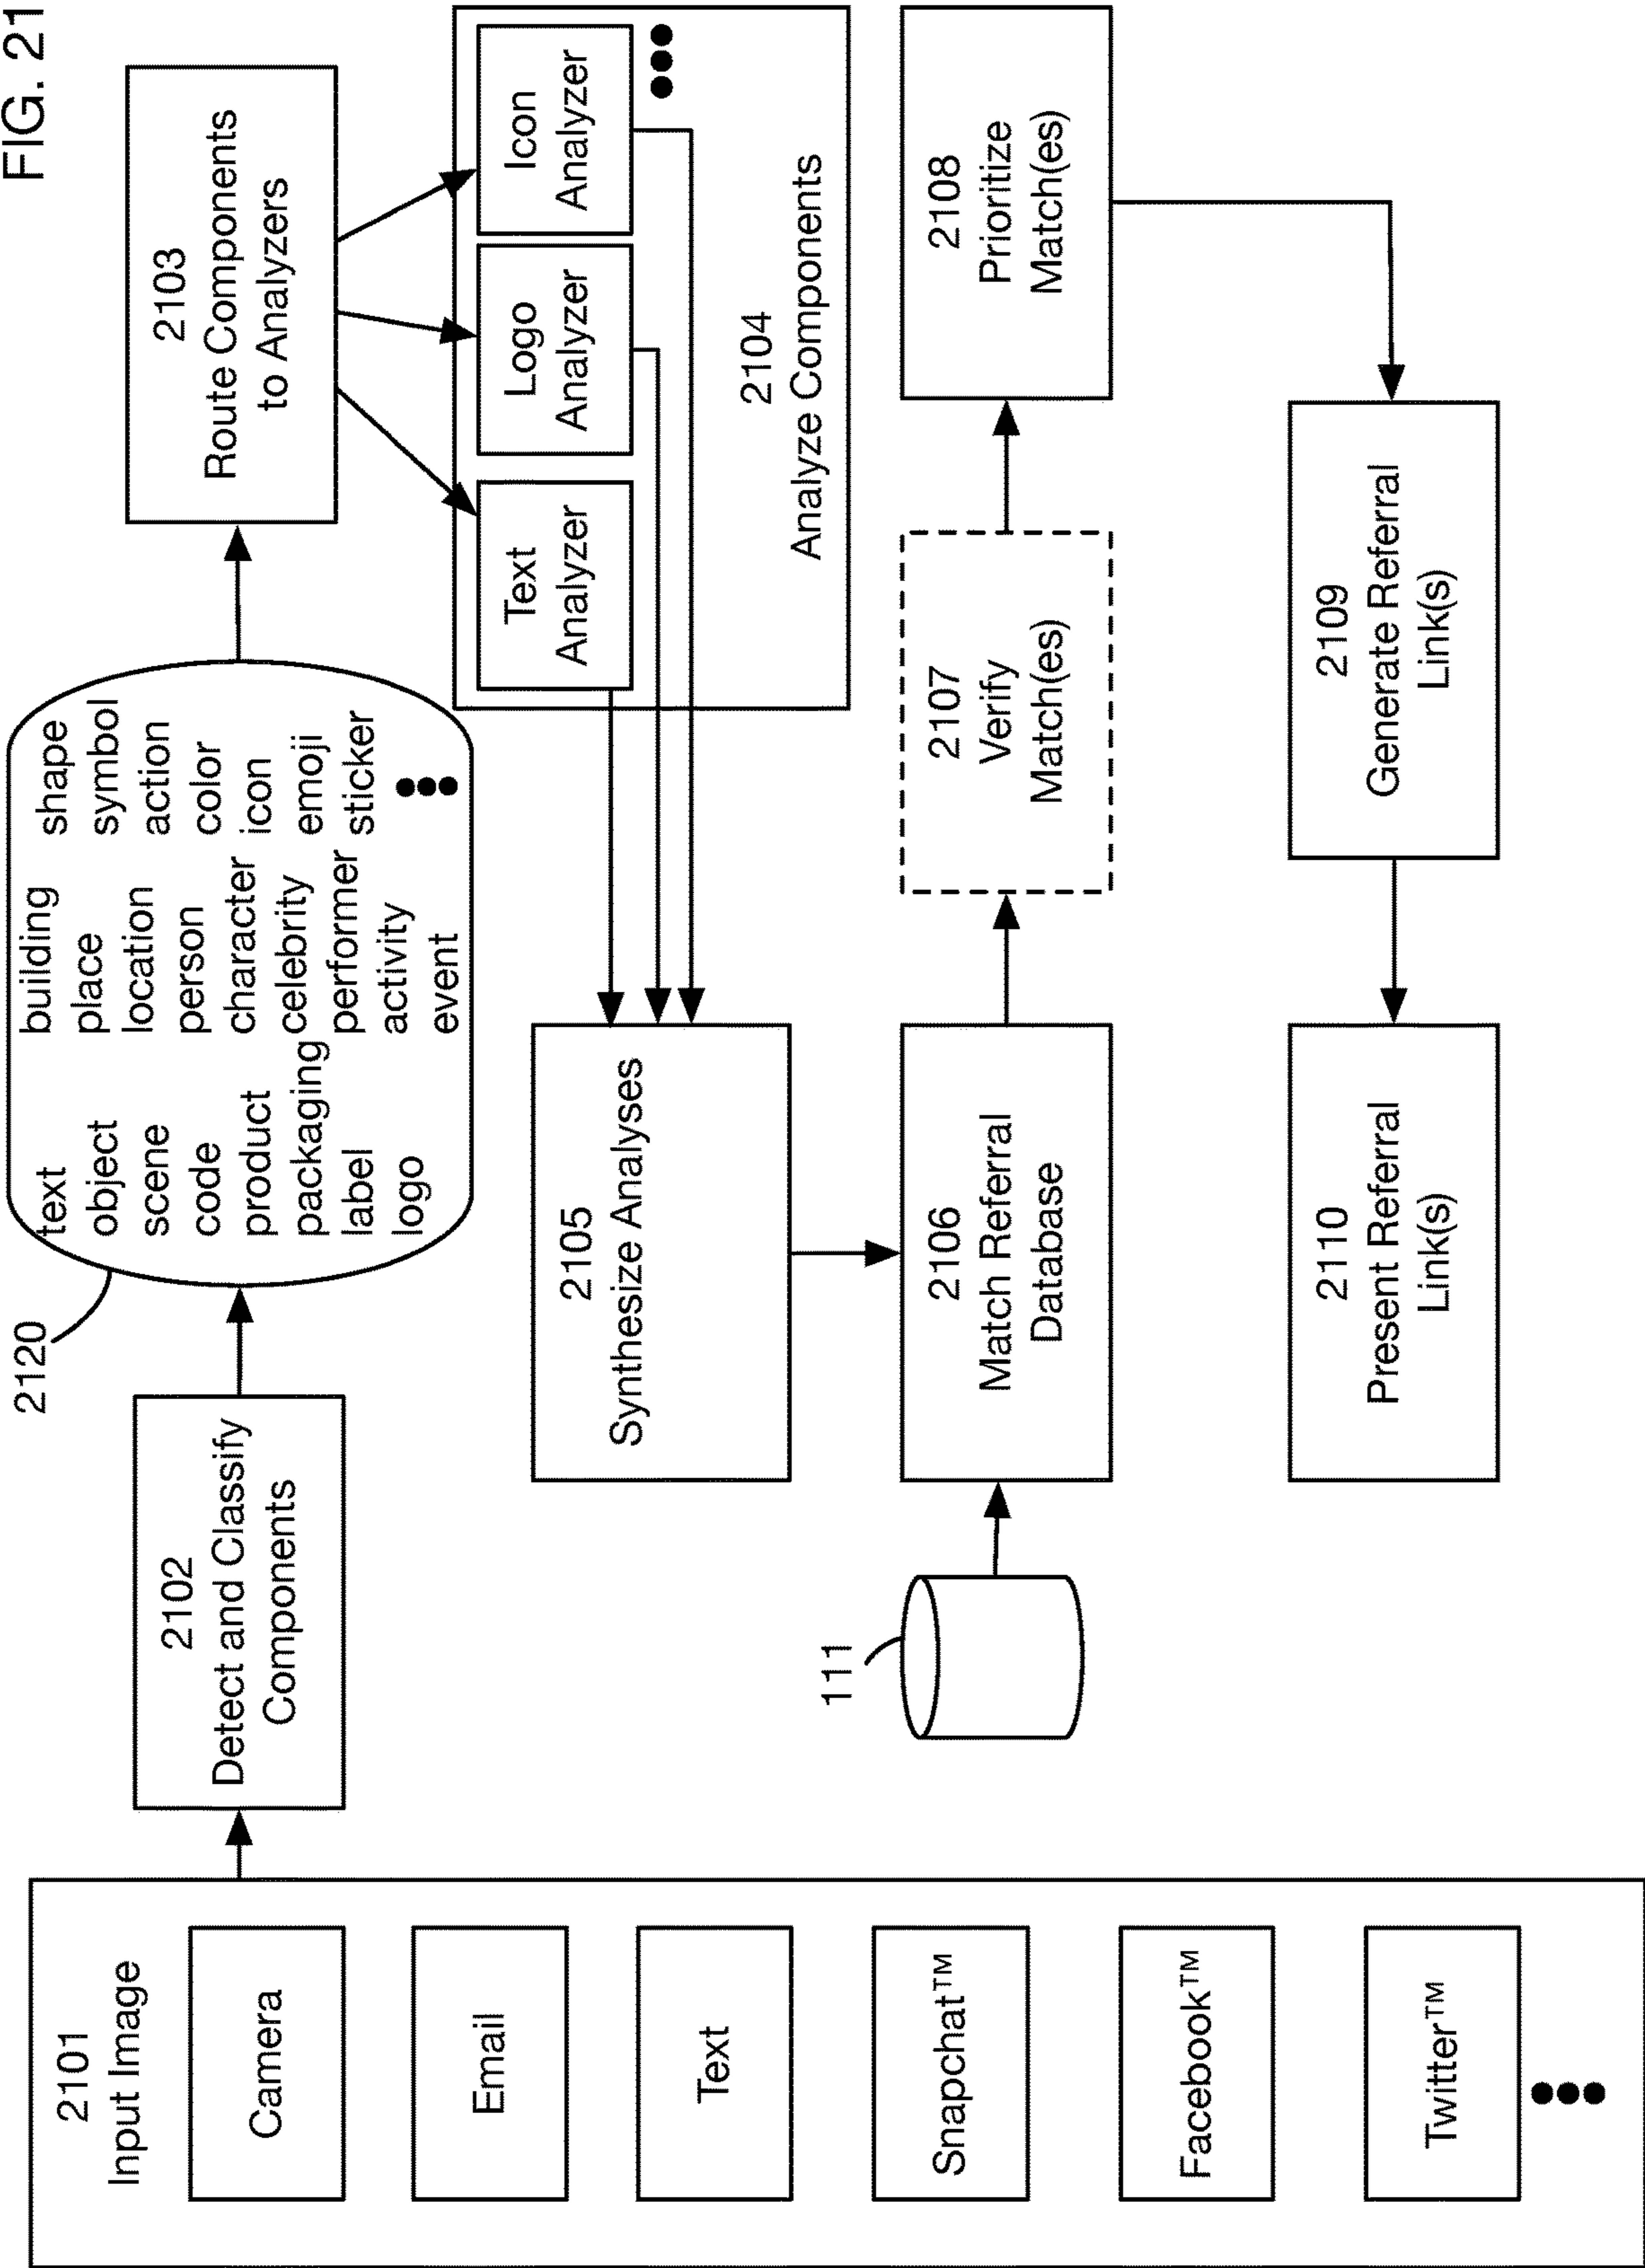 FIG. 21
2101
Input Image
Camera
Email
Text
Snapchat™
Facebook™
Twitter™
2102
Detect and Classify
Components
2120
text
object
scene
code
product
packaging
label
logo
building
place
location
person
character
celebrity
performer
activity
event
shape
symbol
action
color
icon
emoji
sticker
2103
Route Components
to Analyzers
Text
Analyzer
Logo
Analyzer
Icon
Analyzer
2104
Analyze Components
2105
Synthesize Analyses
111
2106
Match Referral
Database
2107
Verify
Match(es)
2108
Prioritize
Match(es)
2109
Generate Referral
Link(s)
2110
Present Referral
Link(s)